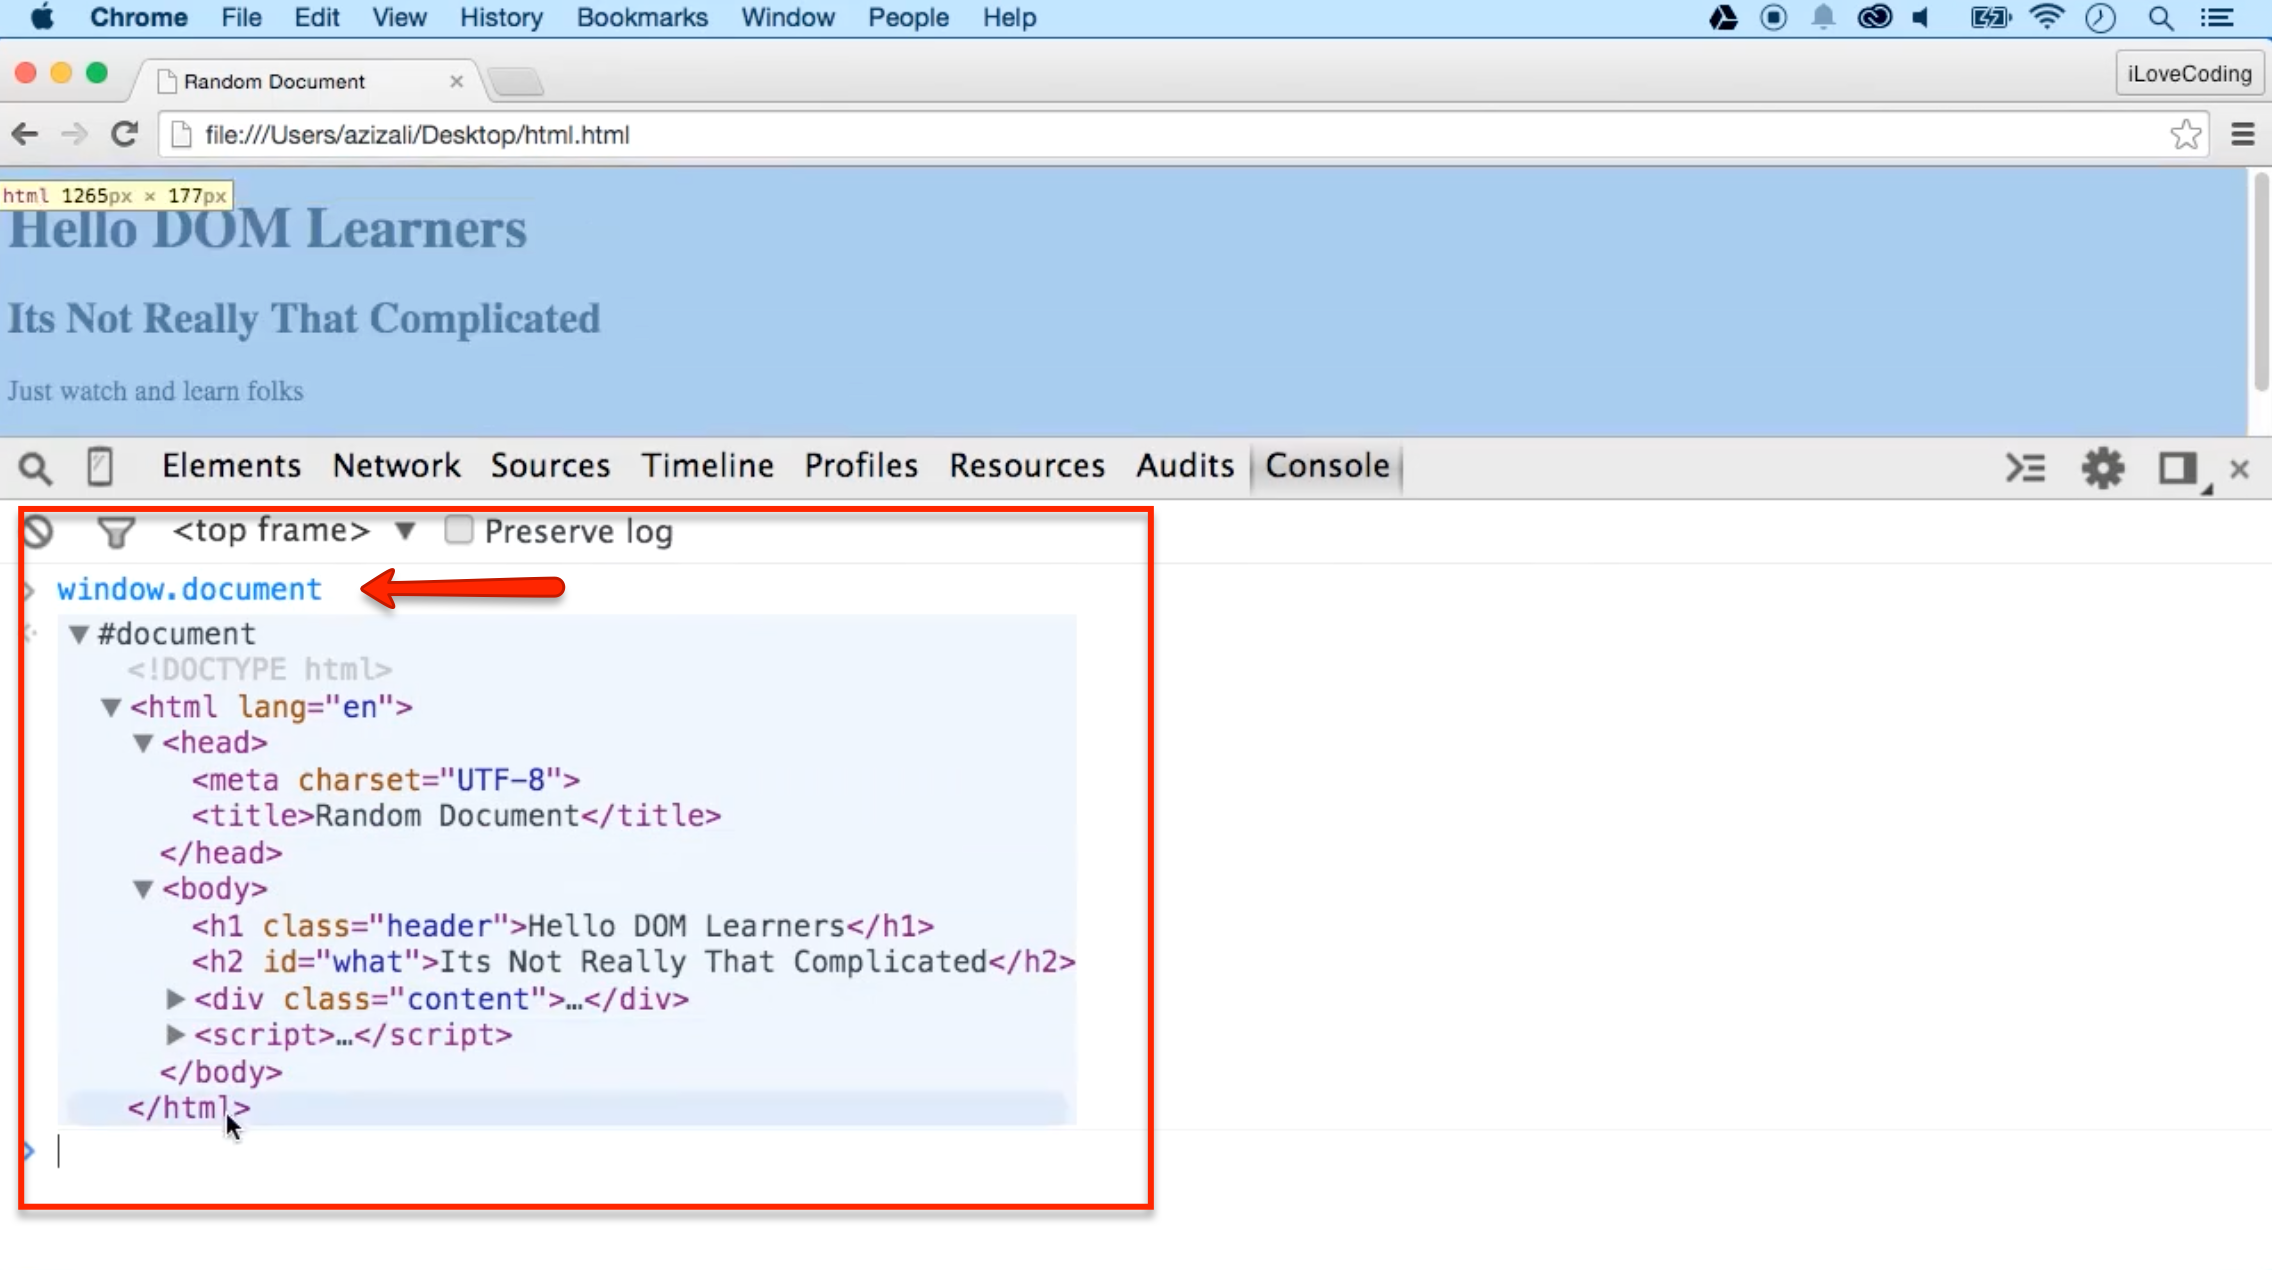 Chrome File Edit View History Bookmarks Window People Help
Random Document
iLoveCoding
file:///Users/azizali/Desktop/html.html
html 1265px × 177px
Hello DOM Learners
Its Not Really That Complicated
Just watch and learn folks
Elements Network Sources Timeline Profiles Resources Audits Console
<top frame> ▼ Preserve log
window.document
▼ #document
<!DOCTYPE html>
▼ <html lang="en">
▼ <head>
<meta charset="UTF-8">
<title>Random Document</title>
</head>
▼ <body>
<h1 class="header">Hello DOM Learners</h1>
<h2 id="what">Its Not Really That Complicated</h2>
▶ <div class="content">…</div>
▶ <script>…</script>
</body>
</html>